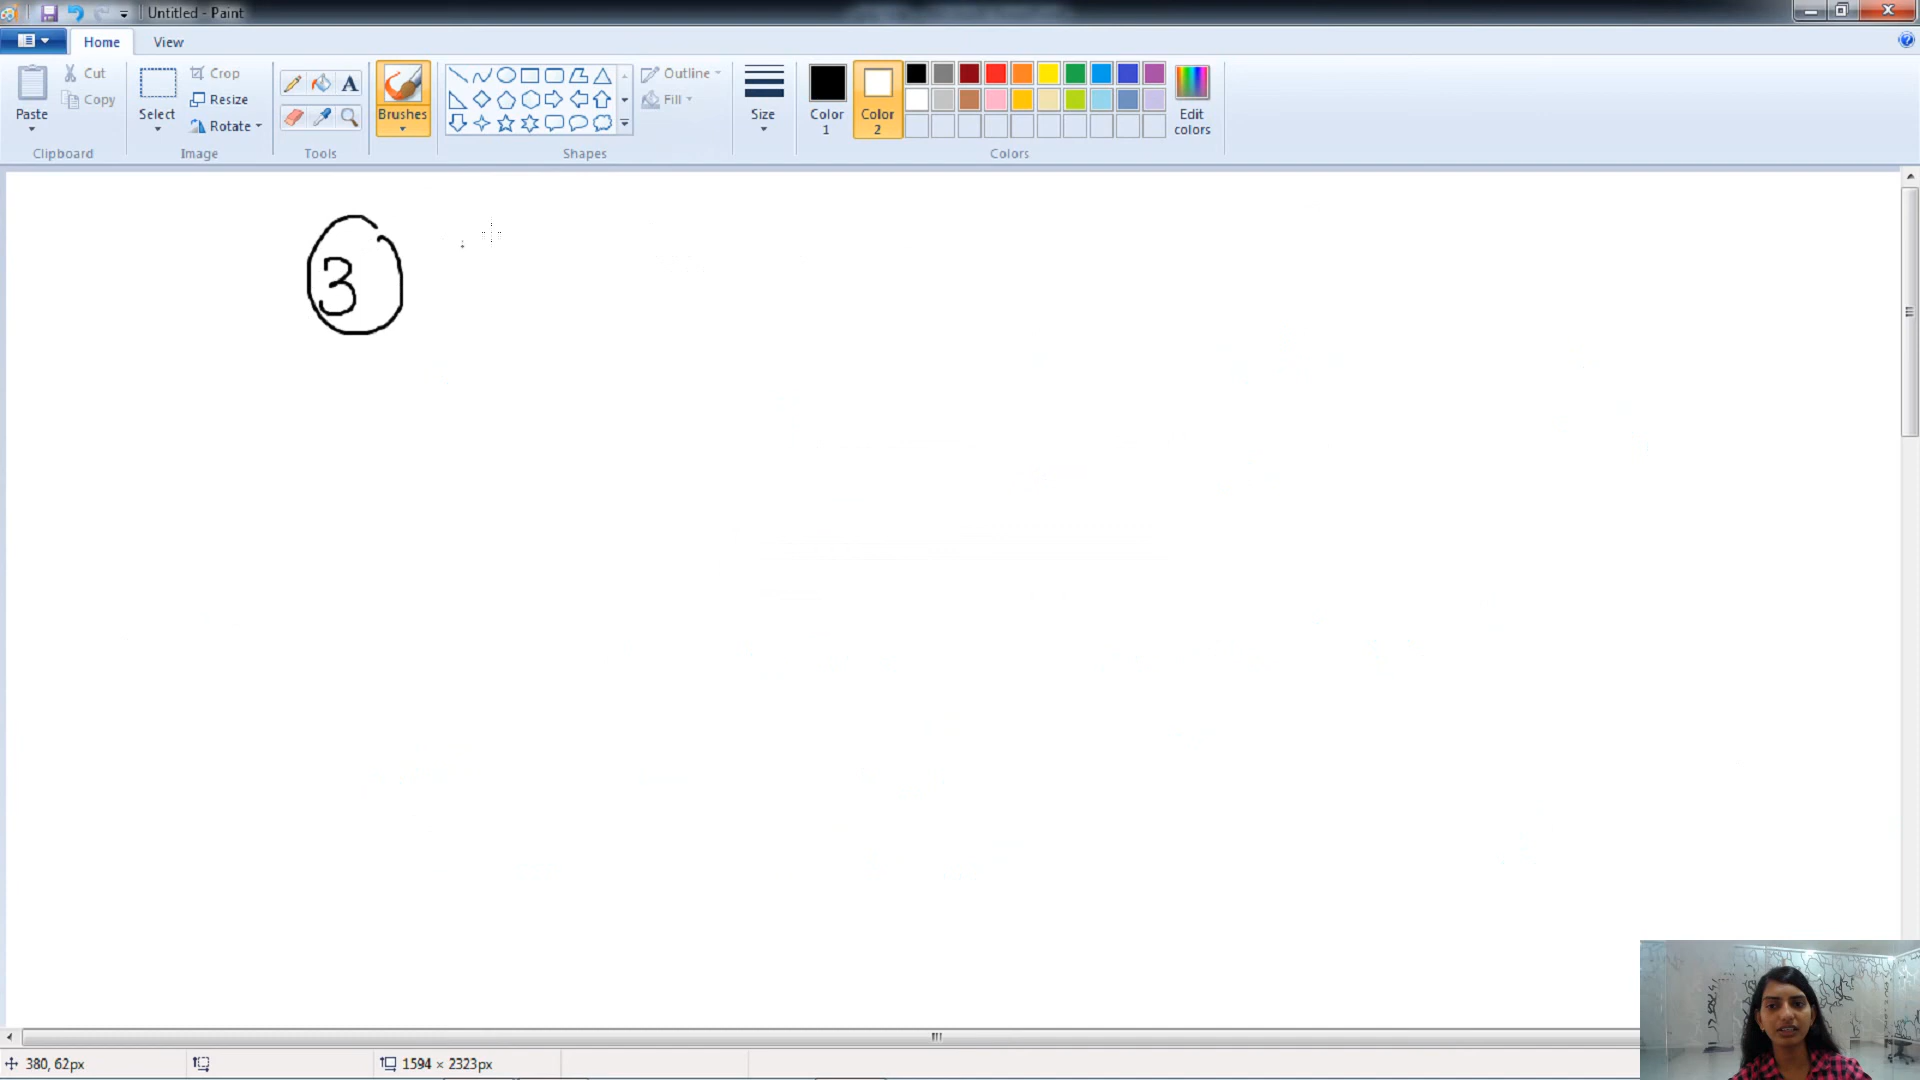 Untitled - Paint
Home View
Paste
Cut
Copy
Clipboard
Select
Crop
Resize
Rotate
Image
Tools
A
Brushes
Shapes
Outline
Fill
Size
Color 1
Color 2
Colors
Edit colors
3
380, 62px
1594 × 2323px